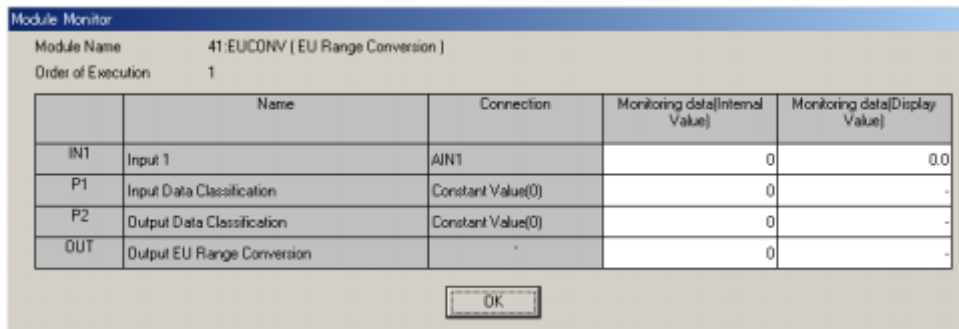 Module Monitor
Module Name 41:EUCONV ( EU Range Conversion )
Order of Execution 1
Name Connection Monitoring data(Internal Value) Monitoring data(Display Value)
IN1 Input 1 AIN1 0 0.0
P1 Input Data Classification Constant Value(0) 0 -
P2 Output Data Classification Constant Value(0) 0 -
OUT Output EU Range Conversion - 0 -
OK